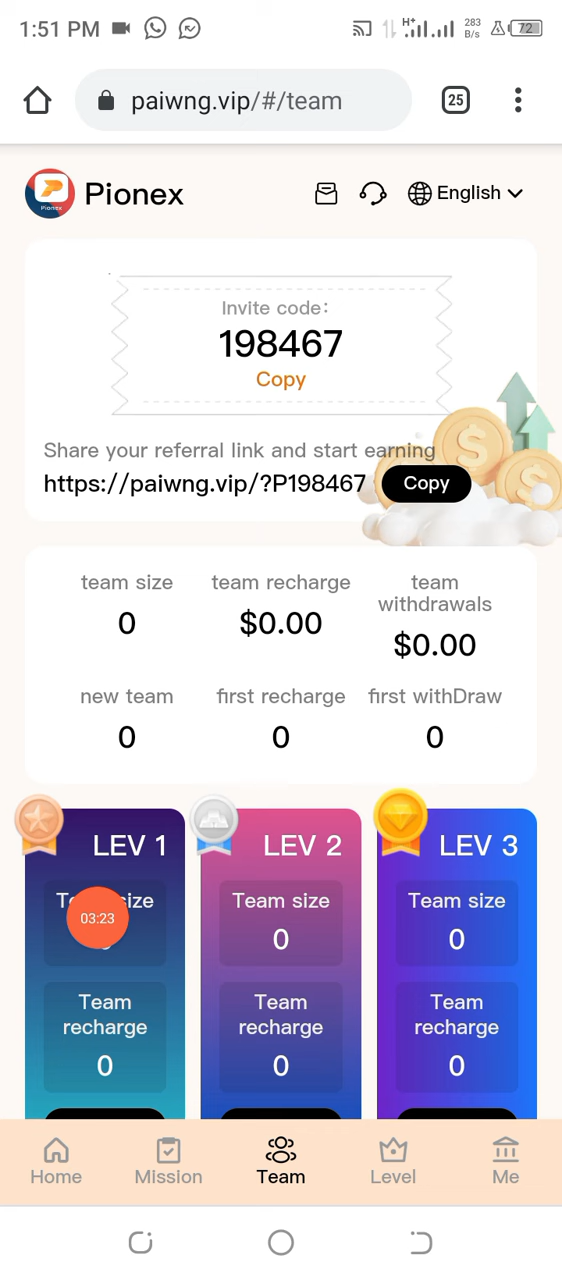 1:51 PM
H+
283 B/s
72
paiwng.vip/#/team
25
Pionex
Pionex
English
Invite code:
198467
Copy
Share your referral link and start earning
https://paiwng.vip/?P198467
Copy
team size
team recharge
team withdrawals
0
$0.00
$0.00
new team
first recharge
first withDraw
0
0
0
LEV 1
LEV 2
LEV 3
Team size
Team size
03:23
0
0
Team recharge
Team recharge
Team recharge
0
0
0
Home
Mission
Team
Level
Me